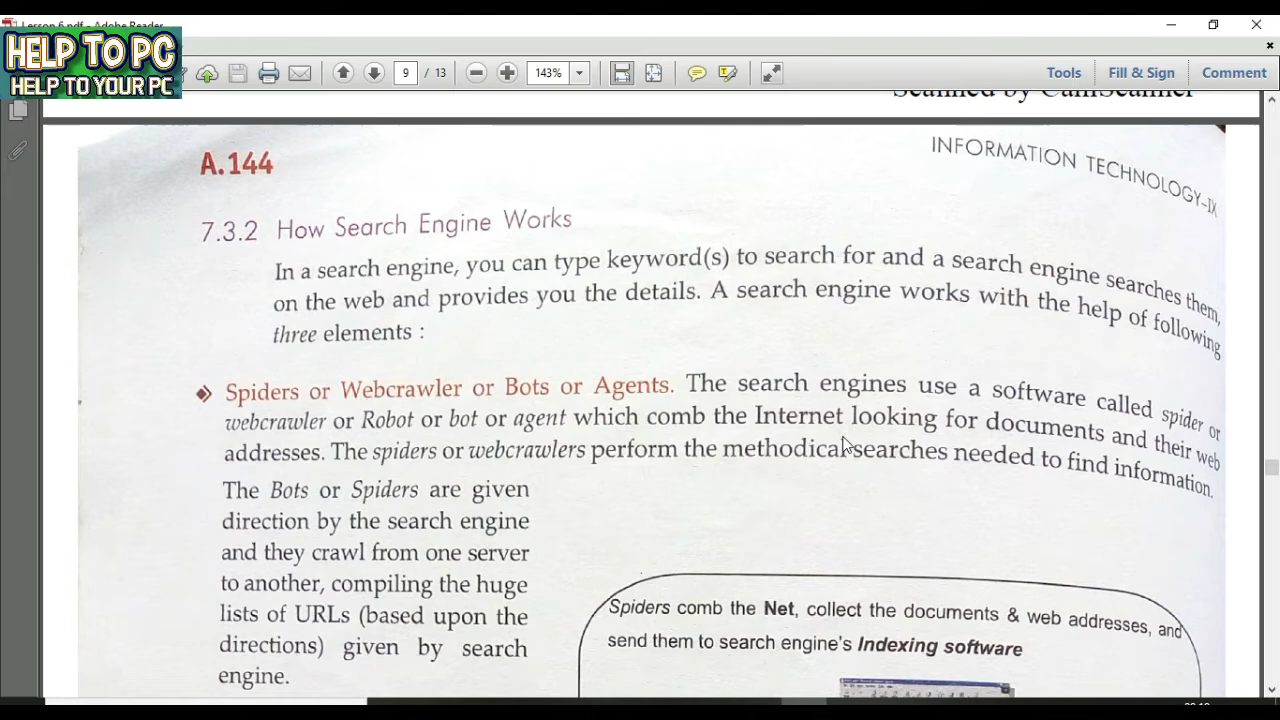 Lesson 6.pdf - Adobe Reader
HELP TO PC
HELP TO YOUR PC
9 / 13
143%
Tools
Fill & Sign
Comment
Scanned by CamScanner
A.144
INFORMATION TECHNOLOGY–IX
7.3.2 How Search Engine Works
In a search engine, you can type keyword(s) to search for and a search engine searches them,
on the web and provides you the details. A search engine works with the help of following
three elements :
Spiders or Webcrawler or Bots or Agents. The search engines use a software called spider or
webcrawler or Robot or bot or agent which comb the Internet looking for documents and their web
addresses. The spiders or webcrawlers perform the methodical searches needed to find information.
The Bots or Spiders are given
direction by the search engine
and they crawl from one server
to another, compiling the huge
lists of URLs (based upon the
directions) given by search
engine.
Spiders comb the Net, collect the documents & web addresses, and
send them to search engine's Indexing software